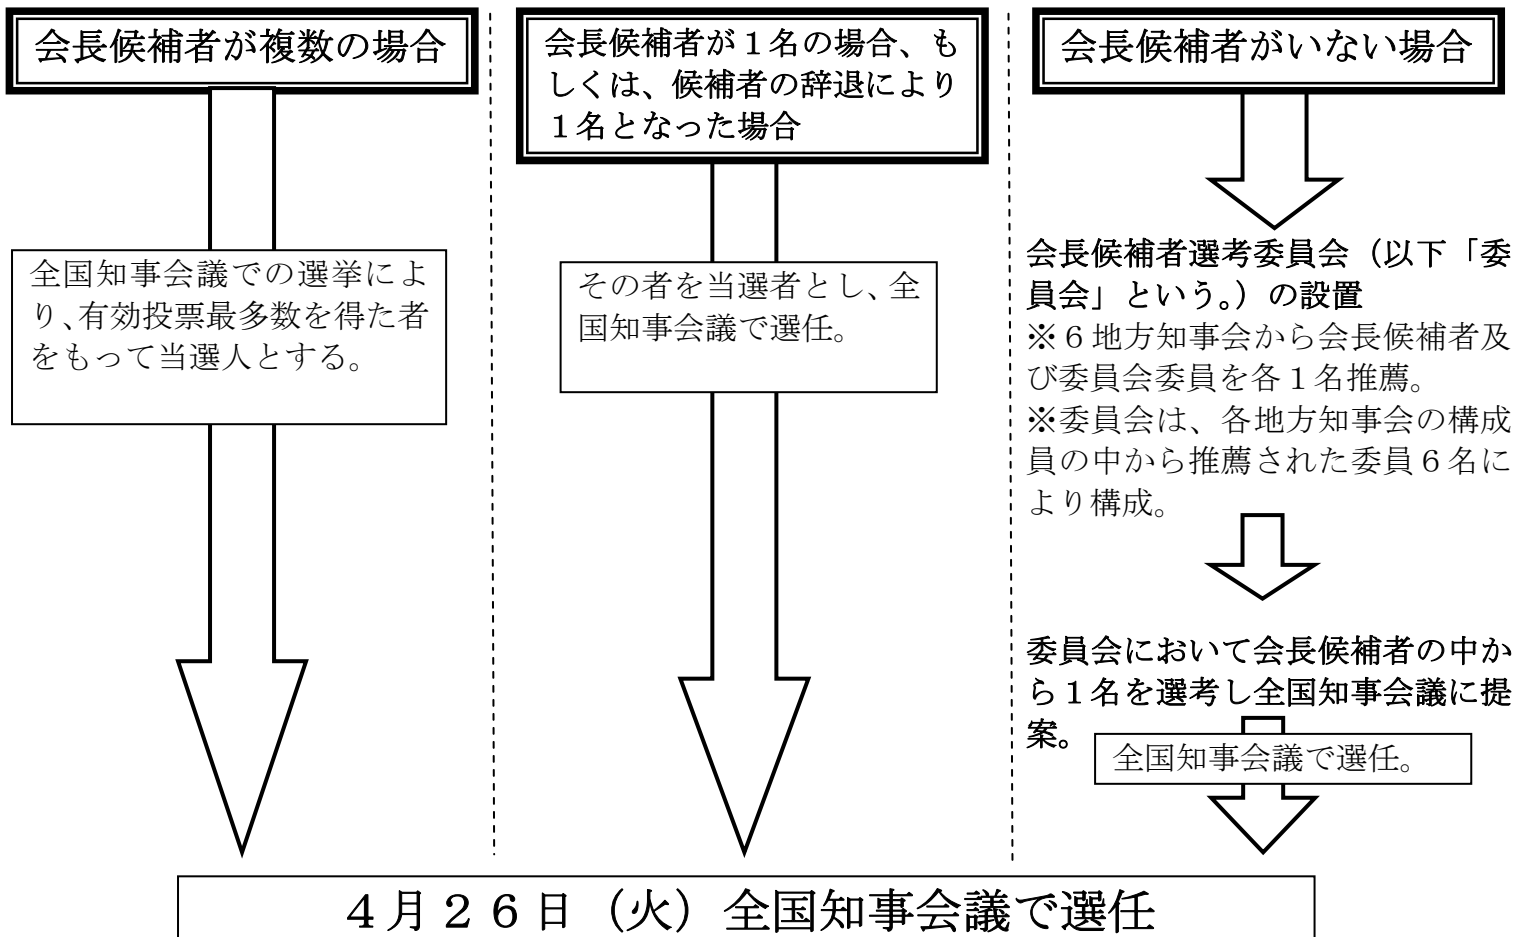 会長候補者が複数の場合
全国知事会議での選挙によ
り、有効投票最多数を得た者
をもって当選人とする。
会長候補者が１名の場合、も
しくは、候補者の辞退により
１名となった場合
その者を当選者とし、全
国知事会議で選任。
会長候補者がいない場合
会長候補者選考委員会（以下「委
員会」という。）の設置
※６地方知事会から会長候補者及
び委員会委員を各１名推薦。
※委員会は、各地方知事会の構成
員の中から推薦された委員６名に
より構成。
委員会において会長候補者の中か
ら１名を選考し全国知事会議に提
案。
全国知事会議で選任。
４月２６日（火）全国知事会議で選任